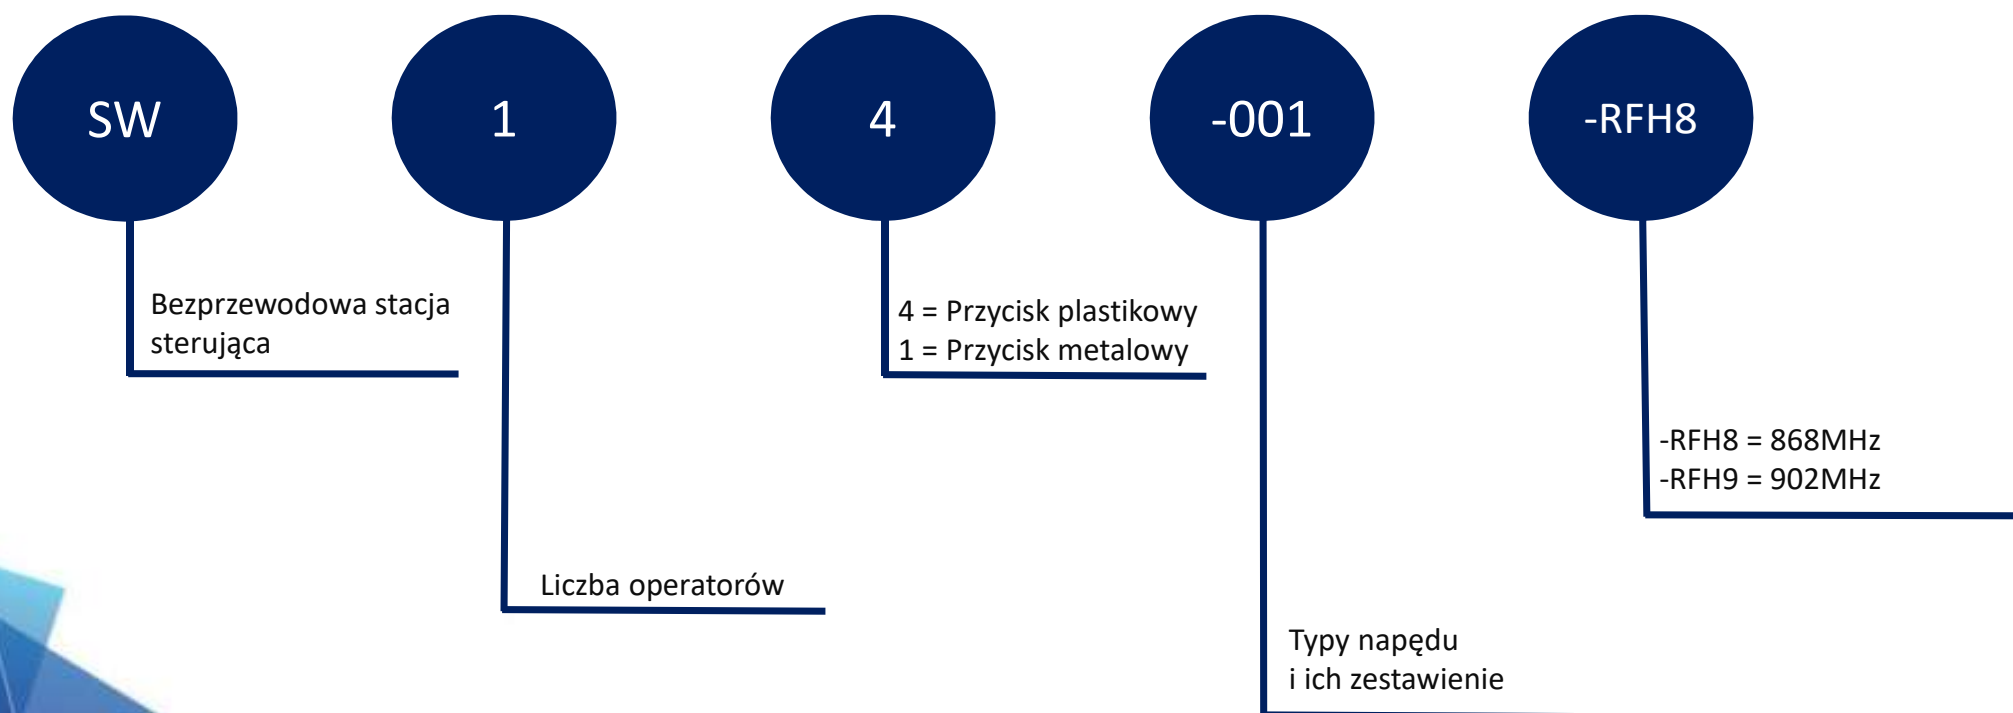 SW
1
4
-001
-RFH8
Bezprzewodowa stacja
sterująca
4 = Przycisk plastikowy
1 = Przycisk metalowy
-RFH8 = 868MHz
-RFH9 = 902MHz
Liczba operatorów
Typy napędu
i ich zestawienie